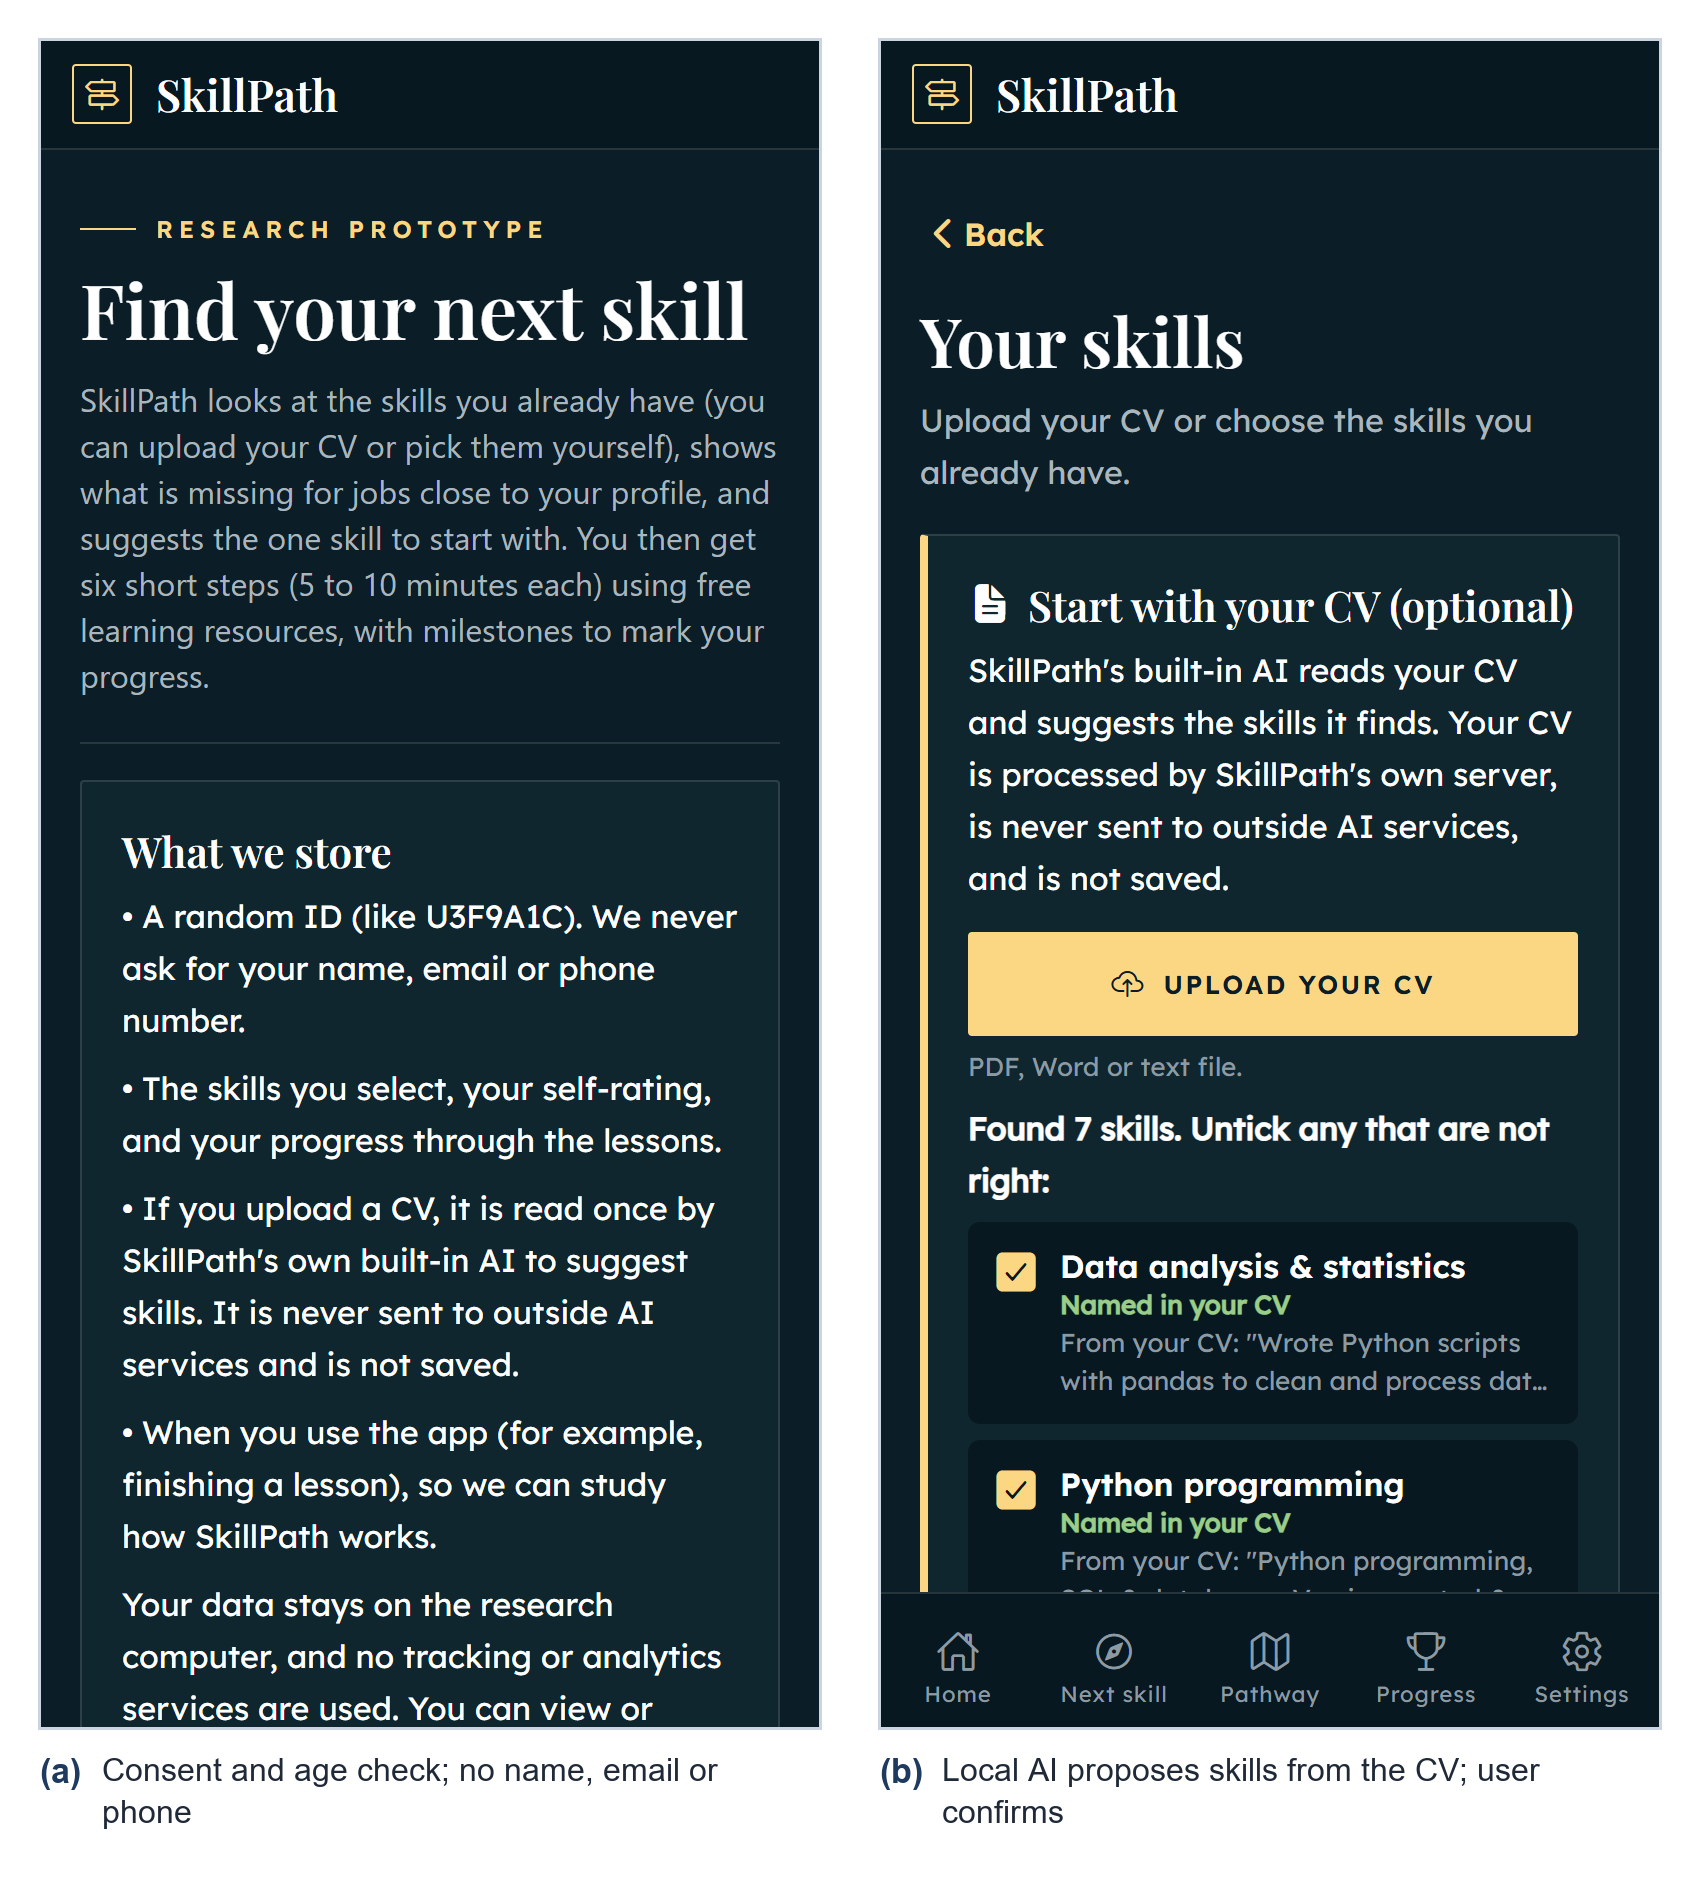 SkillPath
RESEARCH PROTOTYPE
Find your next skill
SkillPath looks at the skills you already have (you
can upload your CV or pick them yourself), shows
what is missing for jobs close to your profile, and
suggests the one skill to start with. You then get
six short steps (5 to 10 minutes each) using free
learning resources, with milestones to mark your
progress.
What we store
• A random ID (like U3F9A1C). We never
ask for your name, email or phone
number.
• The skills you select, your self-rating,
and your progress through the lessons.
• If you upload a CV, it is read once by
SkillPath's own built-in AI to suggest
skills. It is never sent to outside AI
services and is not saved.
• When you use the app (for example,
finishing a lesson), so we can study
how SkillPath works.
Your data stays on the research
computer, and no tracking or analytics
services are used. You can view or
(a) Consent and age check; no name, email or
phone
SkillPath
Back
Your skills
Upload your CV or choose the skills you
already have.
Start with your CV (optional)
SkillPath's built-in AI reads your CV
and suggests the skills it finds. Your CV
is processed by SkillPath's own server,
is never sent to outside AI services,
and is not saved.
UPLOAD YOUR CV
PDF, Word or text file.
Found 7 skills. Untick any that are not
right:
Data analysis & statistics
Named in your CV
From your CV: "Wrote Python scripts
with pandas to clean and process dat...
Python programming
Named in your CV
From your CV: "Python programming,
Home
Next skill
Pathway
Progress
Settings
(b) Local AI proposes skills from the CV; user
confirms